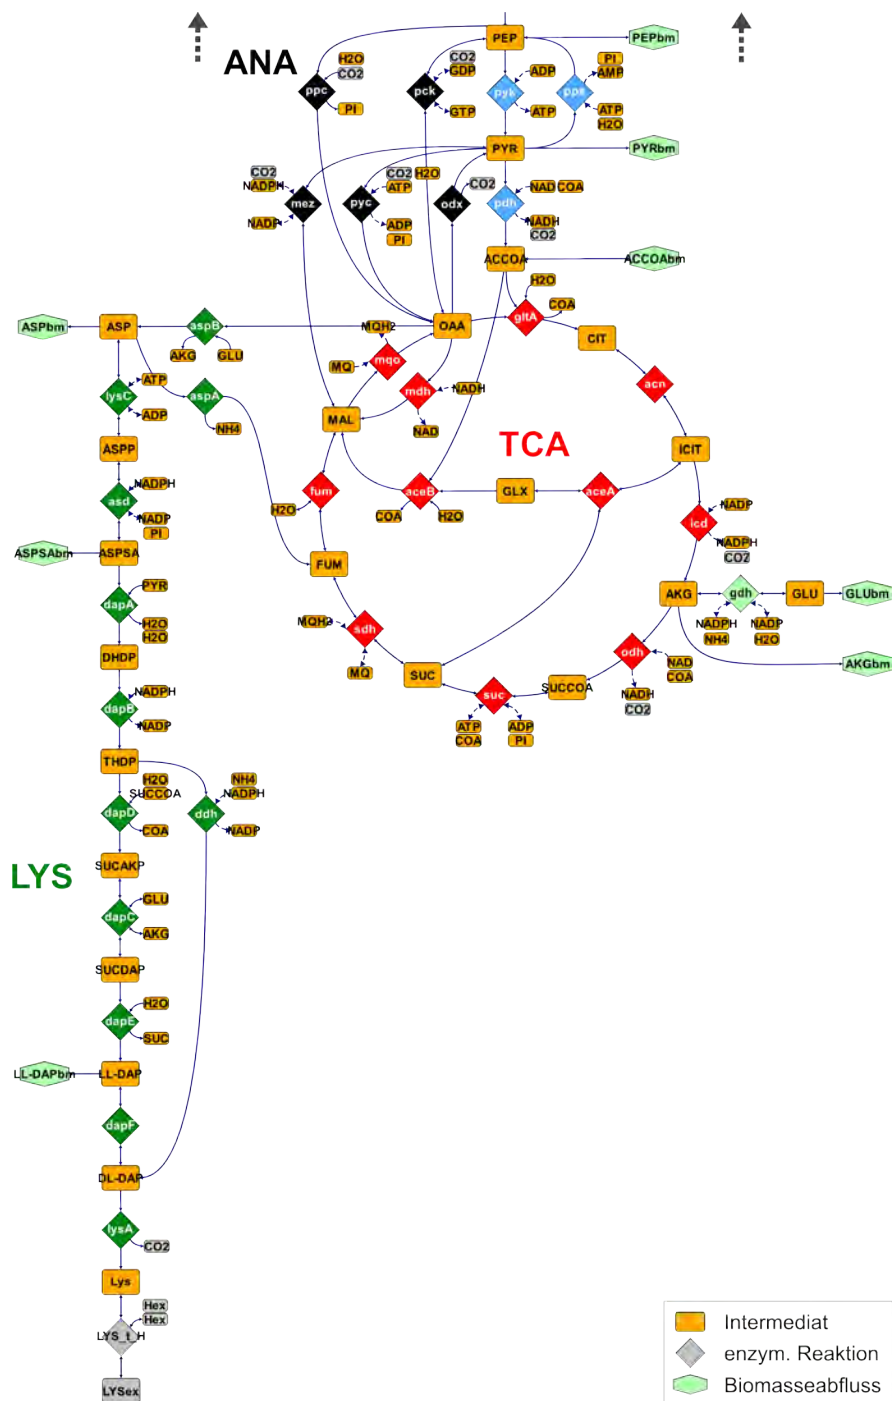 PEP
PEPbm
ANA
H2O
CO2
PI
ppc
CO2
GDP
pck
GTP
ADP
pyk
ATP
PI
AMP
pps
ATP
H2O
PYR
PYRbm
CO2
NADPH
mez
NADP
CO2
ATP
pyc
ADP
PI
H2O
CO2
odx
NAD
COA
pdh
NADH
CO2
ACCOA
ACCOAbm
H2O
COA
gltA
ASPbm
ASP
aspB
AKG
GLU
MQH2
OAA
CIT
MQ
mqo
mdh
NADH
NAD
acn
lysC
ATP
ADP
aspA
NH4
MAL
TCA
ASPP
ICIT
asd
NADPH
NADP
PI
fum
H2O
aceB
COA
H2O
GLX
aceA
icd
NADP
NADPH
CO2
ASPSAbm
ASPSA
FUM
dapA
PYR
H2O
H2O
AKG
gdh
GLU
GLUbm
NADPH
NH4
NADP
H2O
MQH2
sdh
MQ
odh
NAD
COA
NADH
CO2
AKGbm
DHDP
SUC
SUCCOA
suc
ATP
COA
ADP
PI
dapB
NADPH
NADP
THDP
H2O
SUCCOA
dapD
COA
NH4
NADPH
ddh
NADP
LYS
SUCAKP
GLU
dapC
AKG
SUCDAP
H2O
dapE
SUC
LL-DAPbm
LL-DAP
dapF
DL-DAP
lysA
CO2
Lys
Hex
Hex
LYS_t_H
LYSex
Intermediat
enzym. Reaktion
Biomasseabfluss